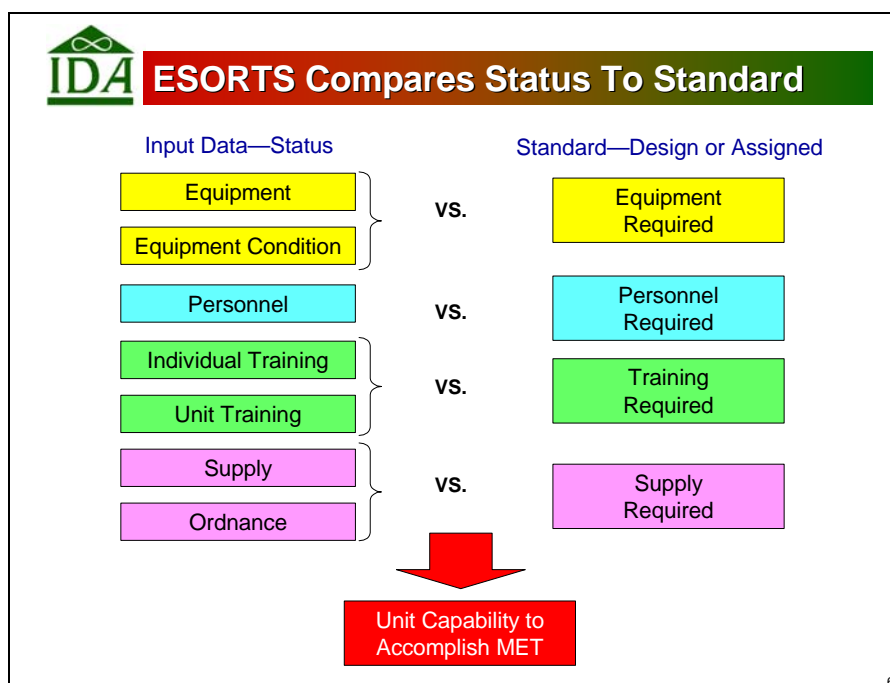 IDA
ESORTS Compares Status To Standard
Input Data—Status
Standard—Design or Assigned
Equipment
Equipment Condition
VS.
Equipment
Required
Personnel
VS.
Personnel
Required
Individual Training
Unit Training
VS.
Training
Required
Supply
Ordnance
VS.
Supply
Required
Unit Capability to
Accomplish MET